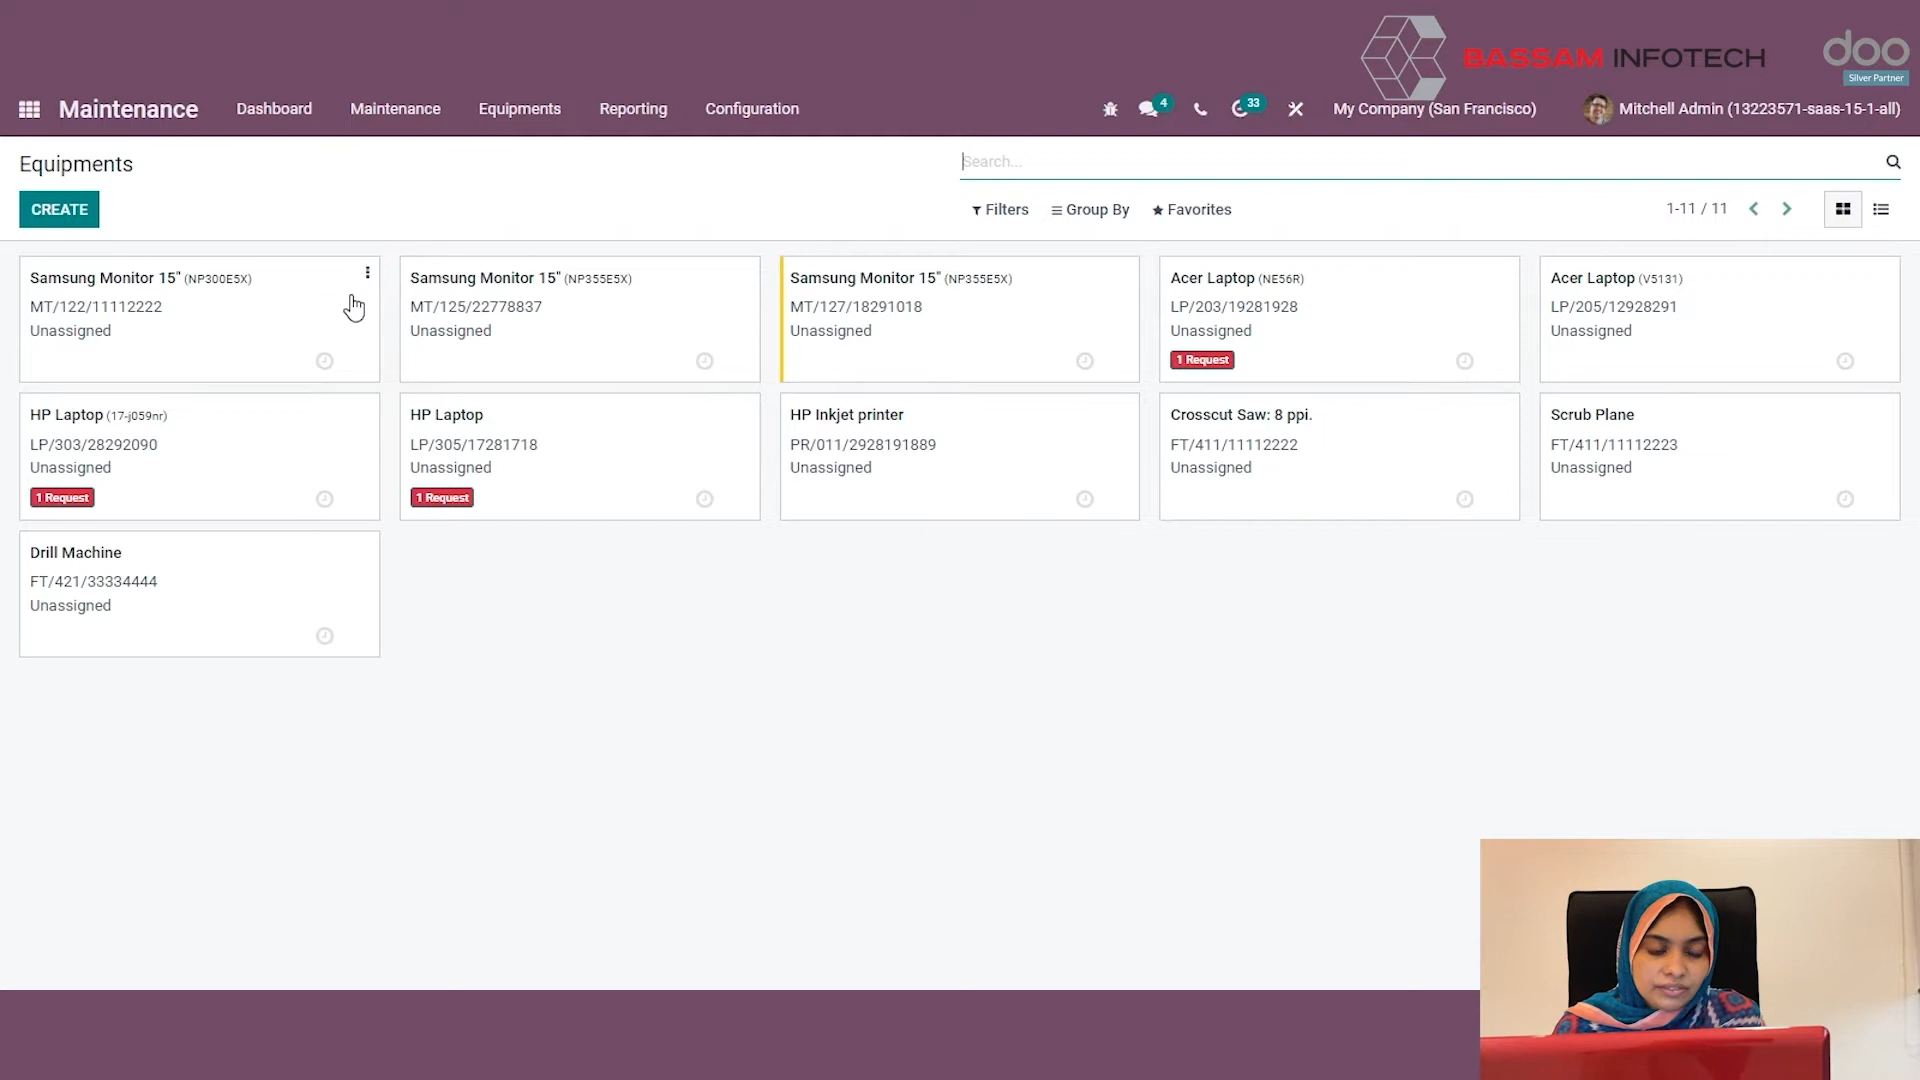 BASSAM INFOTECH
doo
Silver Partner
Maintenance
Dashboard
Maintenance
Equipments
Reporting
Configuration
4
33
My Company (San Francisco)
Mitchell Admin (13223571-saas-15-1-all)
Equipments
Search...
CREATE
Filters
Group By
Favorites
1-11 / 11
Samsung Monitor 15" (NP300E5X)
MT/122/11112222
Unassigned
Samsung Monitor 15" (NP355E5X)
MT/125/22778837
Unassigned
Samsung Monitor 15" (NP355E5X)
MT/127/18291018
Unassigned
Acer Laptop (NE56R)
LP/203/19281928
Unassigned
1 Request
Acer Laptop (V5131)
LP/205/12928291
Unassigned
HP Laptop (17-j059nr)
LP/303/28292090
Unassigned
1 Request
HP Laptop
LP/305/17281718
Unassigned
1 Request
HP Inkjet printer
PR/011/2928191889
Unassigned
Crosscut Saw: 8 ppi.
FT/411/11112222
Unassigned
Scrub Plane
FT/411/11112223
Unassigned
Drill Machine
FT/421/33334444
Unassigned